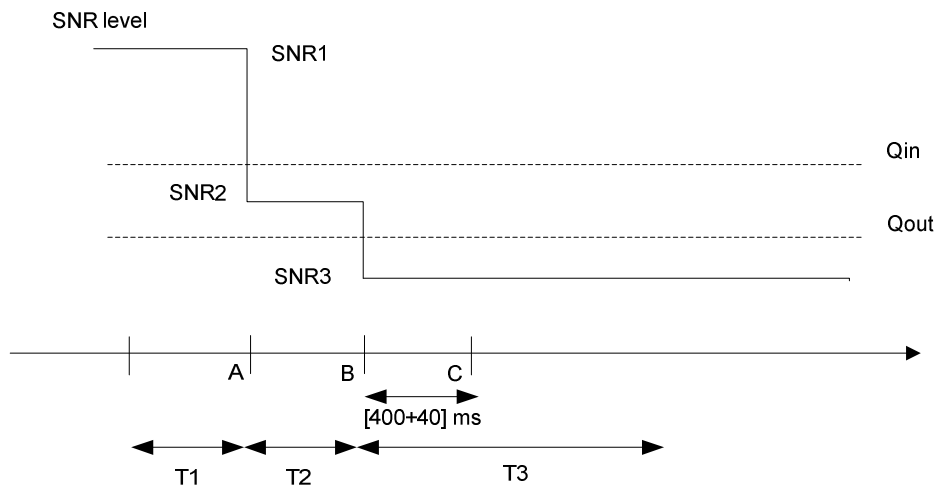 SNR level
SNR1
Qin
SNR2
Qout
SNR3
A
B
C
[400+40] ms
T1
T2
T3